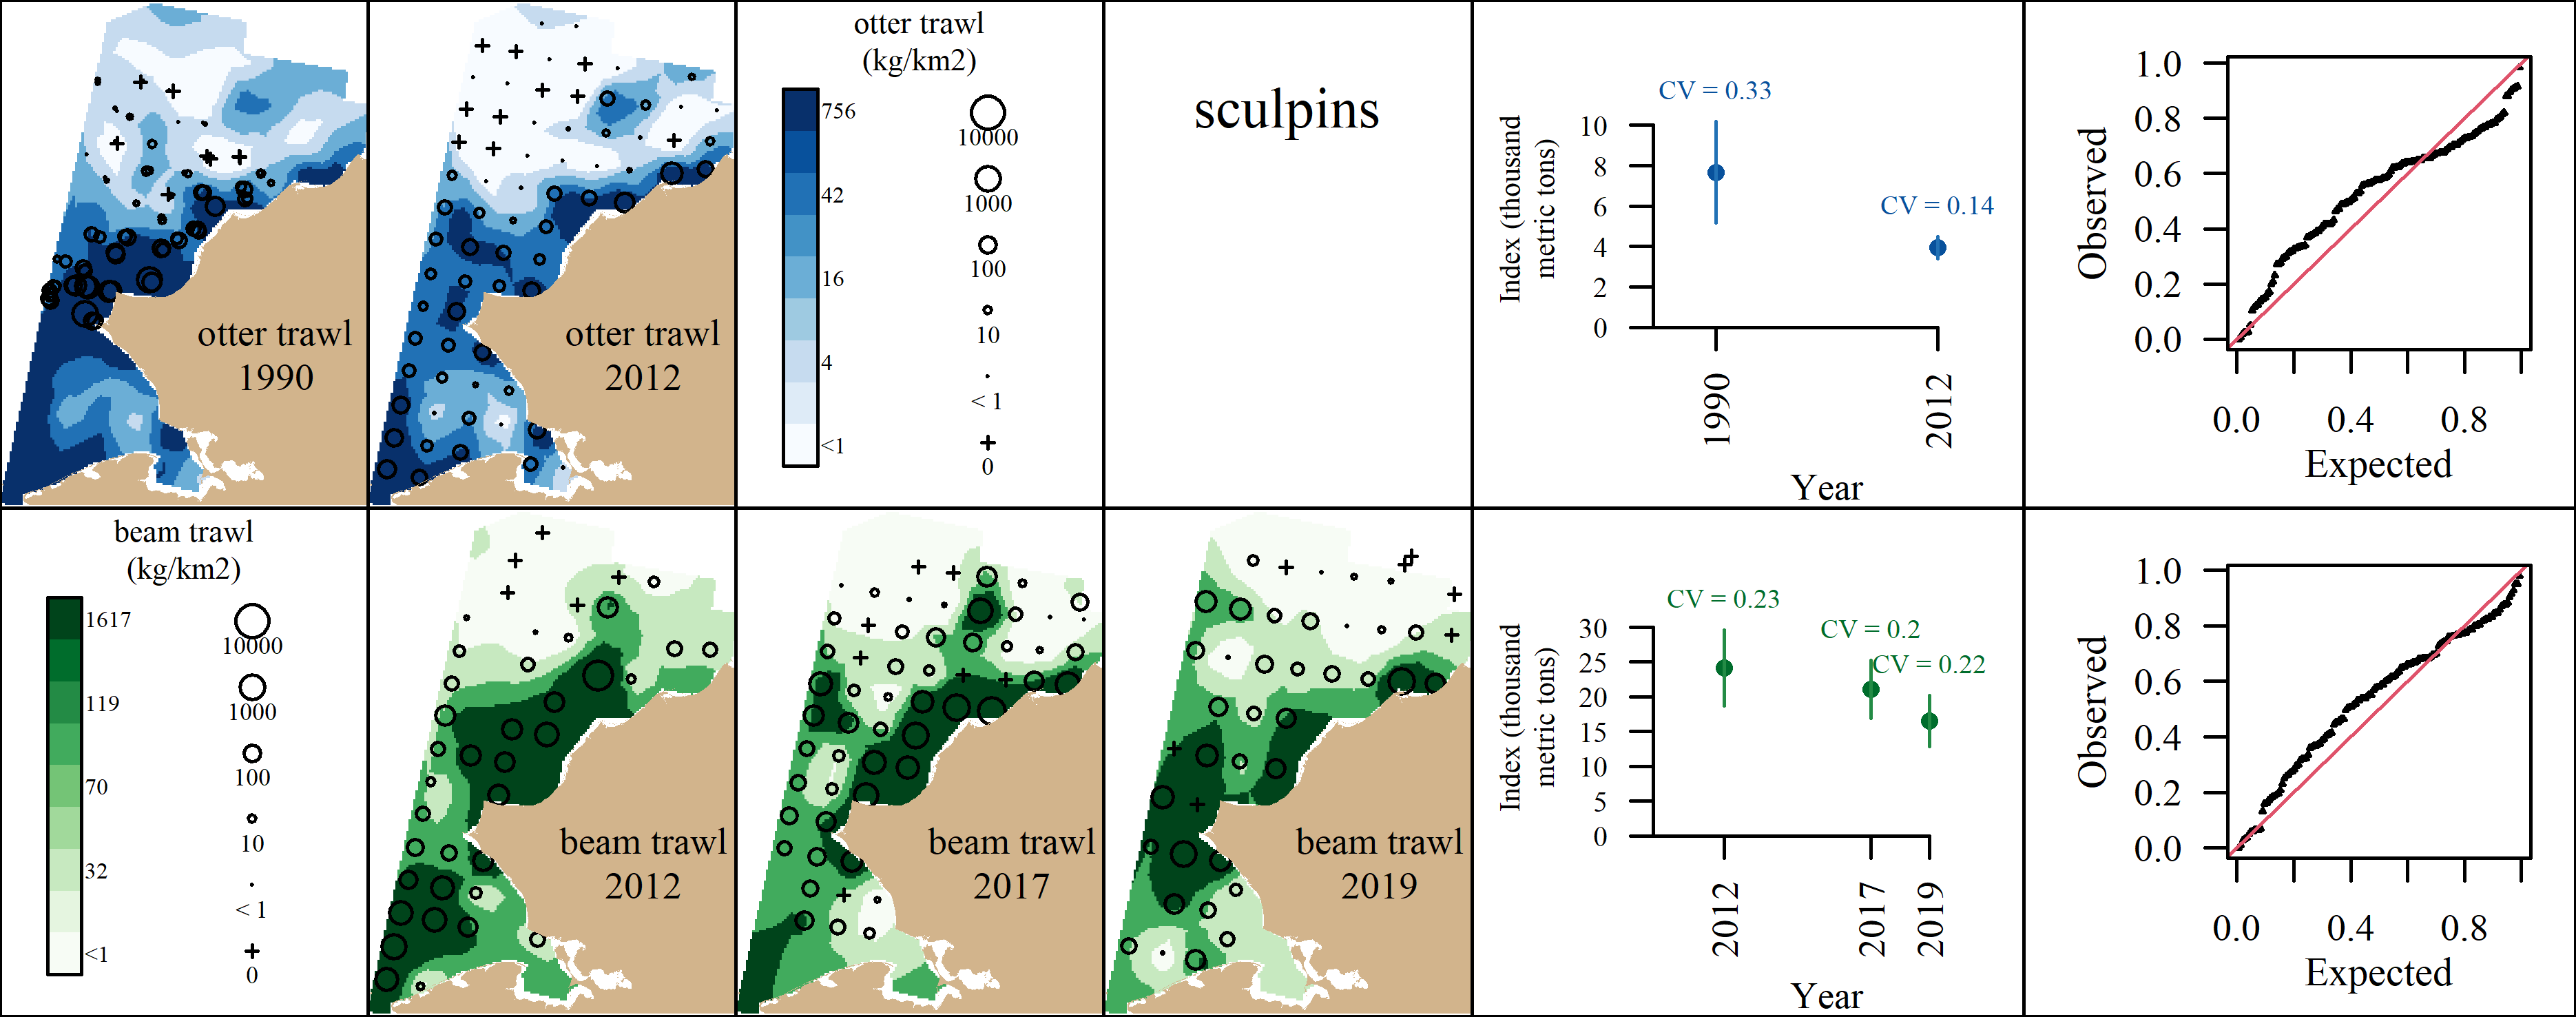 otter trawl
1990
otter trawl
2012
otter trawl
(kg/km2)
756
42
16
4
<1
10000
1000
100
10
< 1
0
sculpins
CV = 0.33
CV = 0.14
Index (thousand
metric tons)
10
8
6
4
2
0
1990
2012
Year
Observed
1.0
0.8
0.6
0.4
0.2
0.0
0.0 0.4 0.8
Expected
beam trawl
(kg/km2)
1617
119
70
32
<1
10000
1000
100
10
< 1
0
beam trawl
2012
beam trawl
2017
beam trawl
2019
CV = 0.23
CV = 0.2
CV = 0.22
Index (thousand
metric tons)
30
25
20
15
10
5
0
2012
2017
2019
Year
Observed
1.0
0.8
0.6
0.4
0.2
0.0
0.0 0.4 0.8
Expected